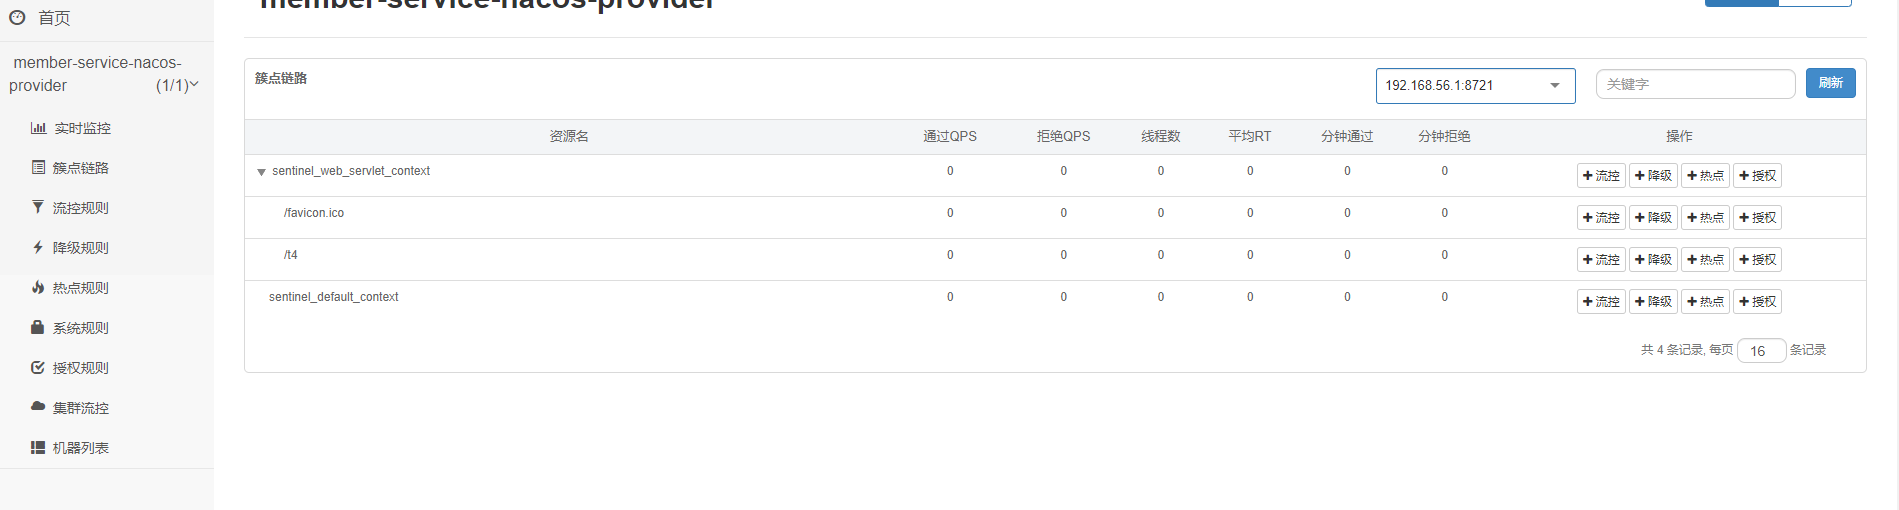 首页
member-service-nacos-provider
(1/1)
实时监控
簇点链路
流控规则
降级规则
热点规则
系统规则
授权规则
集群流控
机器列表
member-service-nacos-provider
簇点链路 192.168.56.1:8721 关键字 刷新
资源名 通过QPS 拒绝QPS 线程数 平均RT 分钟通过 分钟拒绝 操作
sentinel_web_servlet_context 0 0 0 0 0 0 流控 降级 热点 授权
/favicon.ico 0 0 0 0 0 0 流控 降级 热点 授权
/t4 0 0 0 0 0 0 流控 降级 热点 授权
sentinel_default_context 0 0 0 0 0 0 流控 降级 热点 授权
共 4 条记录, 每页 16 条记录